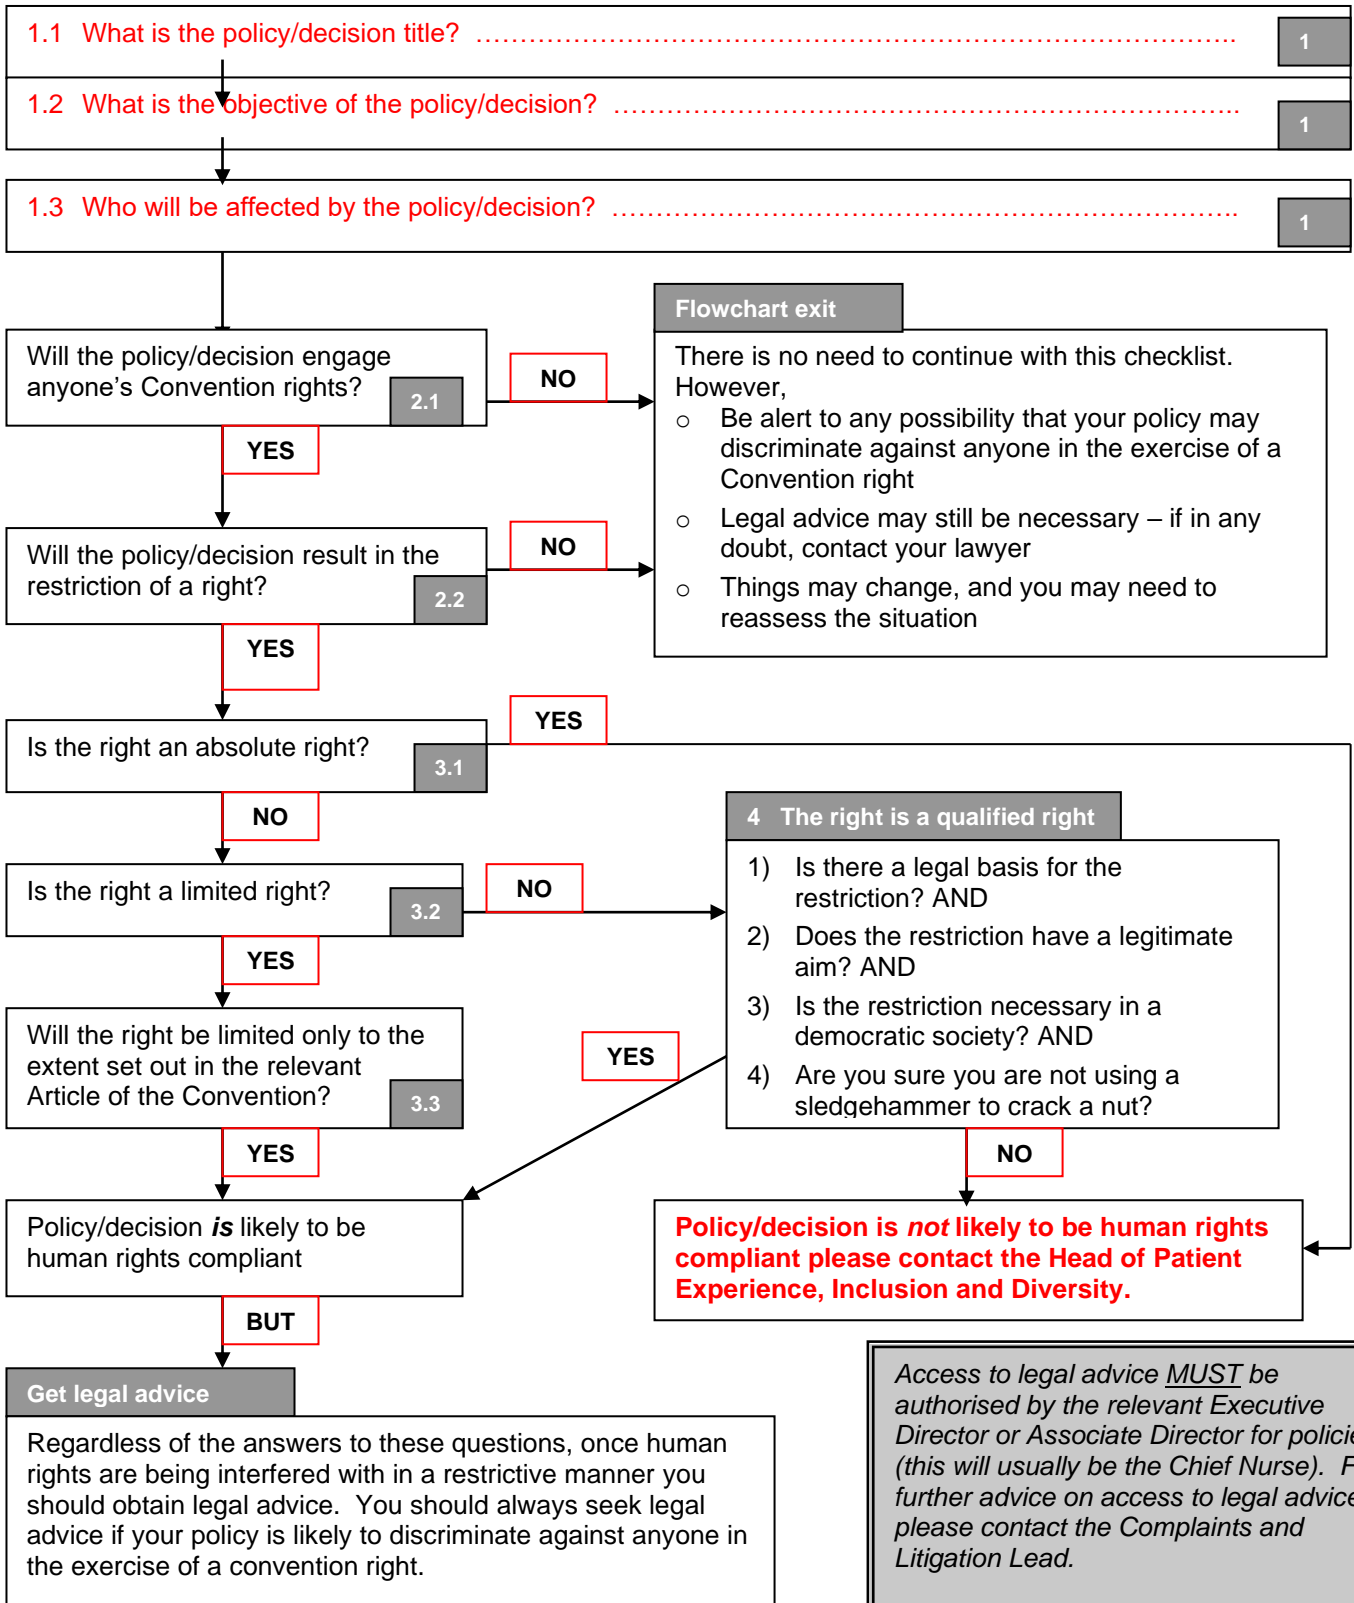 1.1 What is the policy/decision title? ……………………………………………………………………………..
1
1.2 What is the objective of the policy/decision? ………………………………………………………………..
1
1.3 Who will be affected by the policy/decision? ………………………………………………………………..
1
Will the policy/decision engage
anyone’s Convention rights?
2.1
NO
YES
Flowchart exit
There is no need to continue with this checklist.
However,
o Be alert to any possibility that your policy may
discriminate against anyone in the exercise of a
Convention right
o Legal advice may still be necessary – if in any
doubt, contact your lawyer
o Things may change, and you may need to
reassess the situation
Will the policy/decision result in the
restriction of a right?
2.2
NO
YES
Is the right an absolute right?
3.1
YES
NO
Is the right a limited right?
3.2
NO
YES
4 The right is a qualified right
1) Is there a legal basis for the
restriction? AND
2) Does the restriction have a legitimate
aim? AND
3) Is the restriction necessary in a
democratic society? AND
4) Are you sure you are not using a
sledgehammer to crack a nut?
Will the right be limited only to the
extent set out in the relevant
Article of the Convention?
3.3
YES
YES
NO
Policy/decision is likely to be
human rights compliant
Policy/decision is not likely to be human rights
compliant please contact the Head of Patient
Experience, Inclusion and Diversity.
BUT
Get legal advice
Regardless of the answers to these questions, once human
rights are being interfered with in a restrictive manner you
should obtain legal advice. You should always seek legal
advice if your policy is likely to discriminate against anyone in
the exercise of a convention right.
Access to legal advice MUST be
authorised by the relevant Executive
Director or Associate Director for
(this will usually be the Chief Nurse).
further advice on access to legal advice
please contact the Complaints and
Litigation Lead.